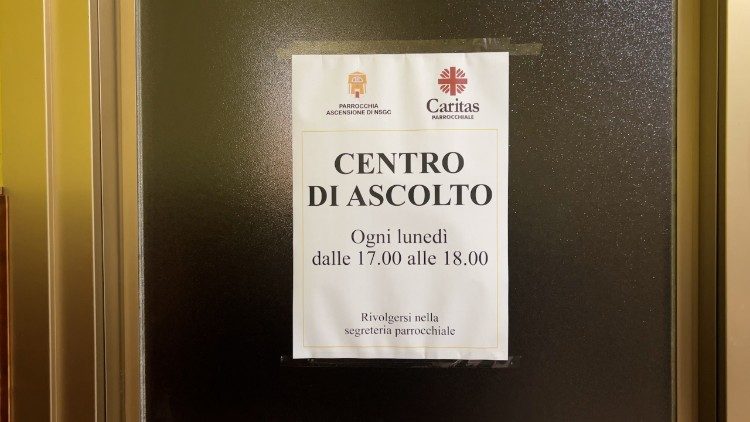 PARROCCHIA
ASCENSIONE DI NSGC
Caritas
PARROCCHIALE
CENTRO
DI ASCOLTO
Ogni lunedì
dalle 17.00 alle 18.00
Rivolgersi nella
segreteria parrocchiale